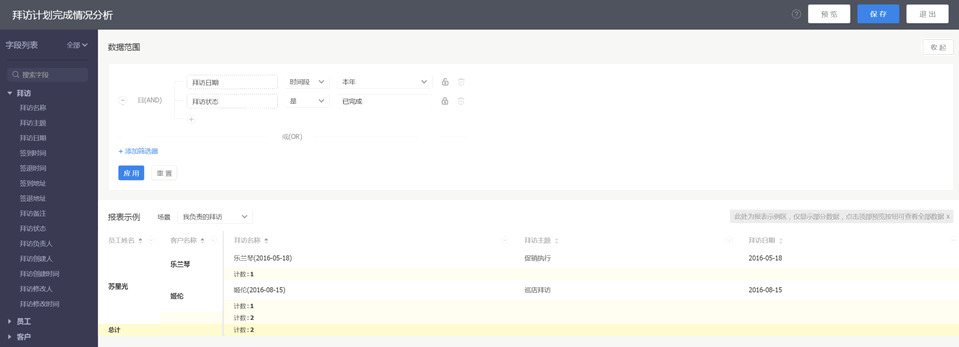 拜访计划完成情况分析
预 览
保 存
退 出
字段列表 全部
搜索字段
拜访
拜访名称
拜访主题
拜访日期
签到时间
签退时间
签到地址
签退地址
拜访备注
拜访状态
拜访负责人
拜访创建人
拜访创建时间
拜访修改人
拜访修改时间
员工
客户
数据范围 收 起
且(AND)
拜访日期 时间段 本年
拜访状态 是 已完成
或(OR)
+ 添加筛选器
应 用 重 置
报表示例 场景 我负责的拜访
此处为报表示例区，仅显示部分数据，点击顶部预览按钮可查看全部数据 x
员工姓名 客户名称 拜访名称 拜访主题 拜访日期
苏星光 乐兰琴 乐兰琴(2016-05-18) 促销执行 2016-05-18
计数 : 1
姬伦 姬伦(2016-08-15) 巡店拜访 2016-08-15
计数 : 1
计数 : 2
总计 计数 : 2